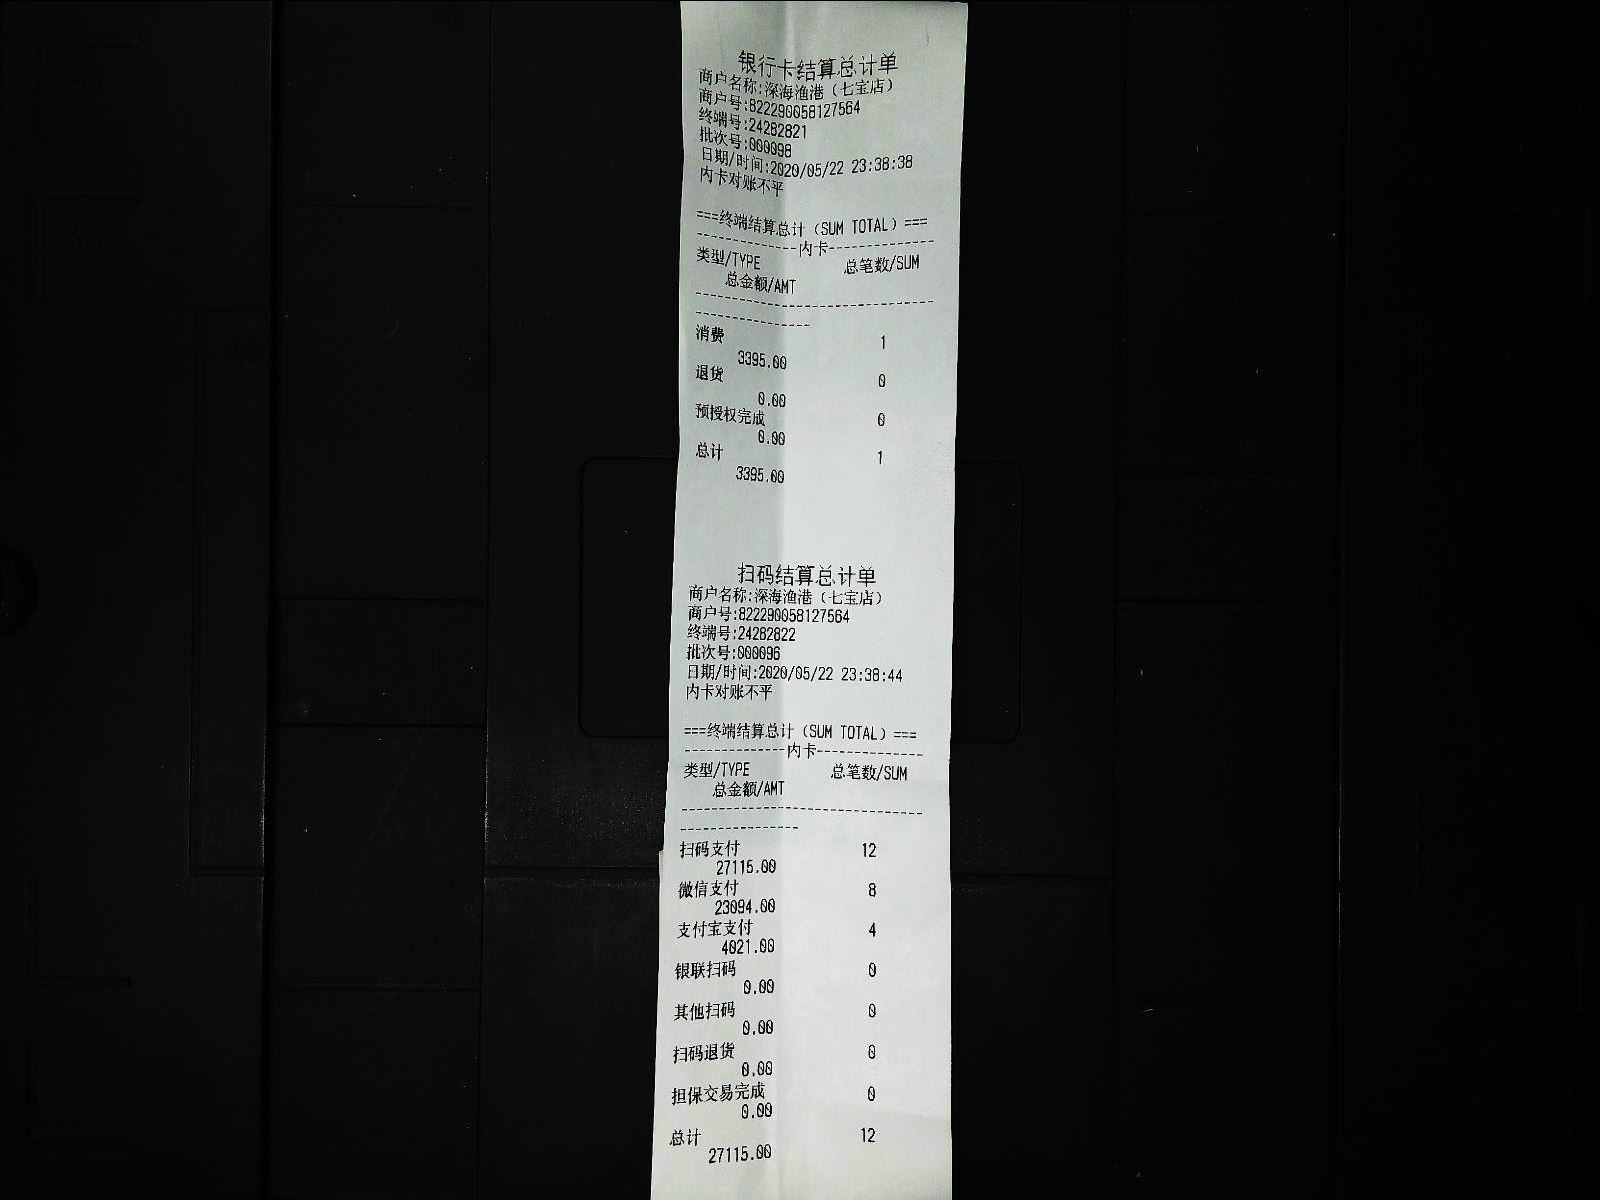 银行卡结算总计单
商户名称:深海渔港（七宝店）
商户号:822290058127564
终端号:24282821
批次号:000098
日期/时间:2020/05/22 23:38:38
内卡对账不平
===终端结算总计（SUM TOTAL）===
--------------内卡--------------
类型/TYPE 总笔数/SUM
总金额/AMT
消费 1
3395.00
退货 0
0.00
预授权完成 0
0.00
总计 1
3395.00
扫码结算总计单
商户名称:深海渔港（七宝店）
商户号:822290058127564
终端号:24282822
批次号:000096
日期/时间:2020/05/22 23:38:44
内卡对账不平
===终端结算总计（SUM TOTAL）===
--------------内卡--------------
类型/TYPE 总笔数/SUM
总金额/AMT
扫码支付 12
27115.00
微信支付 8
23094.00
支付宝支付 4
4021.00
银联扫码 0
0.00
其他扫码 0
0.00
扫码退货 0
0.00
担保交易完成 0
0.00
总计 12
27115.00